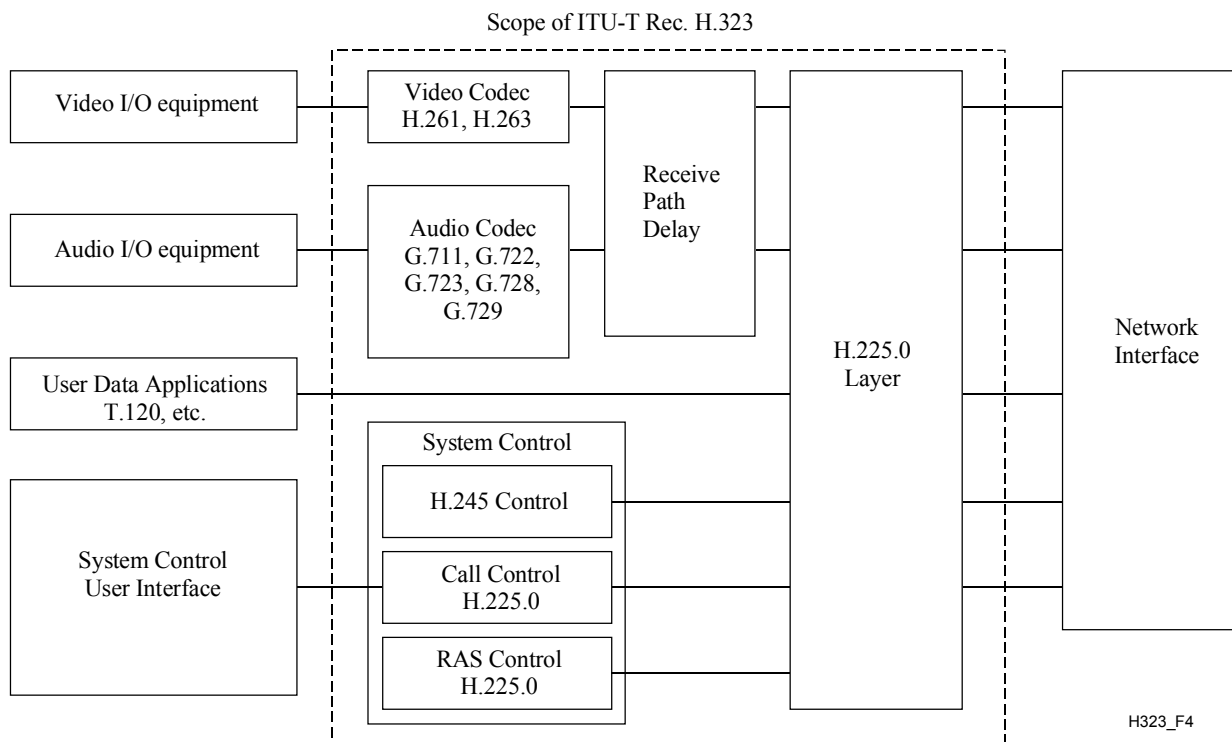 Scope of ITU-T Rec. H.323
Video I/O equipment
Video Codec
H.261, H.263
Receive
Path
Delay
Audio I/O equipment
Audio Codec
G.711, G.722,
G.723, G.728,
G.729
H.225.0
Layer
Network
Interface
User Data Applications
T.120, etc.
System Control
H.245 Control
System Control
User Interface
Call Control
H.225.0
RAS Control
H.225.0
H323_F4